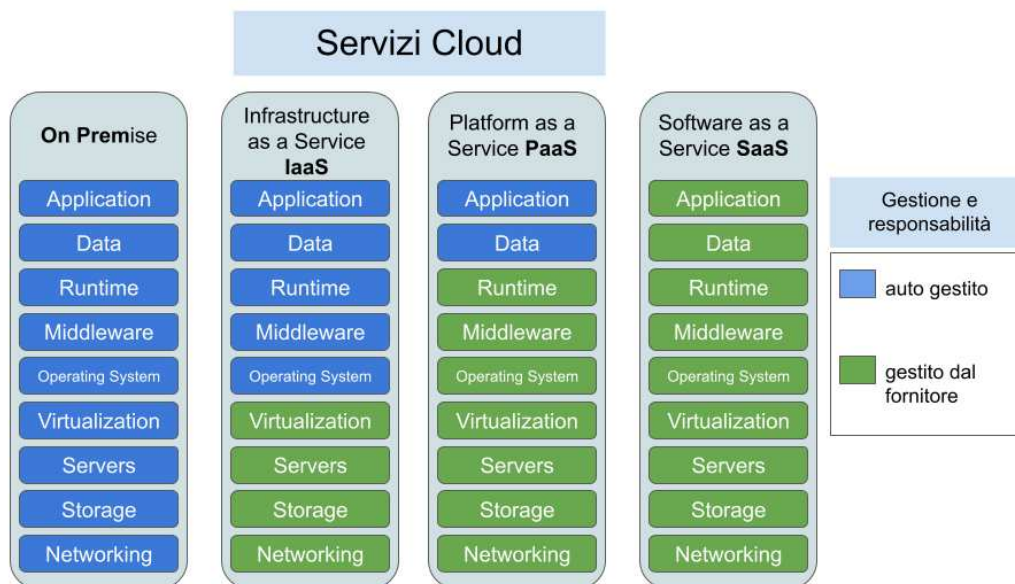 Servizi Cloud
On Premise
Application
Data
Runtime
Middleware
Operating System
Virtualization
Servers
Storage
Networking
Infrastructure
as a Service
IaaS
Application
Data
Runtime
Middleware
Operating System
Virtualization
Servers
Storage
Networking
Platform as a
Service PaaS
Application
Data
Runtime
Middleware
Operating System
Virtualization
Servers
Storage
Networking
Software as a
Service SaaS
Application
Data
Runtime
Middleware
Operating System
Virtualization
Servers
Storage
Networking
Gestione e
responsabilità
auto gestito
gestito dal
fornitore